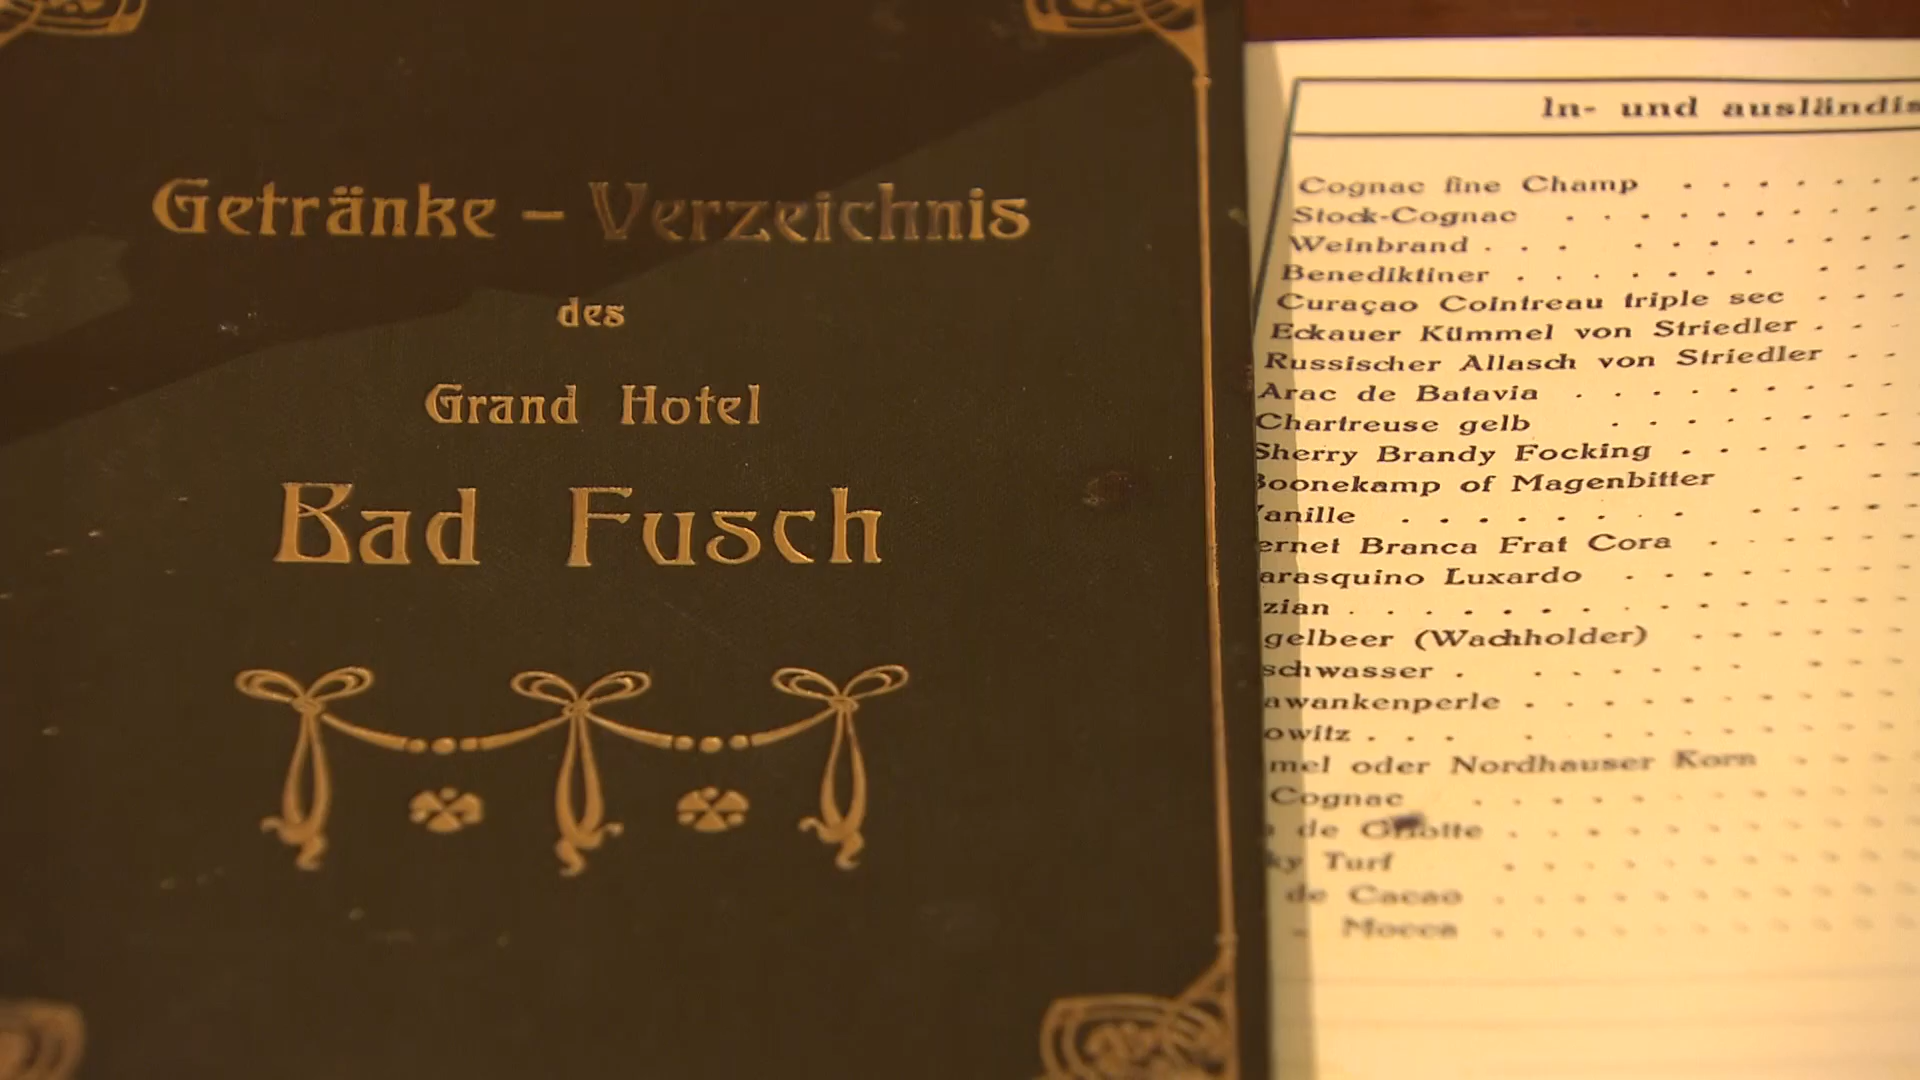 Getränke – Verzeichnis
des
Grand Hotel
Bad Fusch
In- und ausländis
Cognac fine Champ
Stock-Cognac
Weinbrand
Benediktiner
Curaçao Cointreau triple sec
Eckauer Kümmel von Striedler
Russischer Allasch von Striedler
Arac de Batavia
Chartreuse gelb
Sherry Brandy Focking
Boonekamp of Magenbitter
Vanille
ernet Branca Frat Cora
arasquino Luxardo
zian
gelbeer (Wachholder)
schwasser
awankenperle
owitz
mel oder Nordhauser Korn
Cognac
de
ky Turf
de Cacao
- Mocca